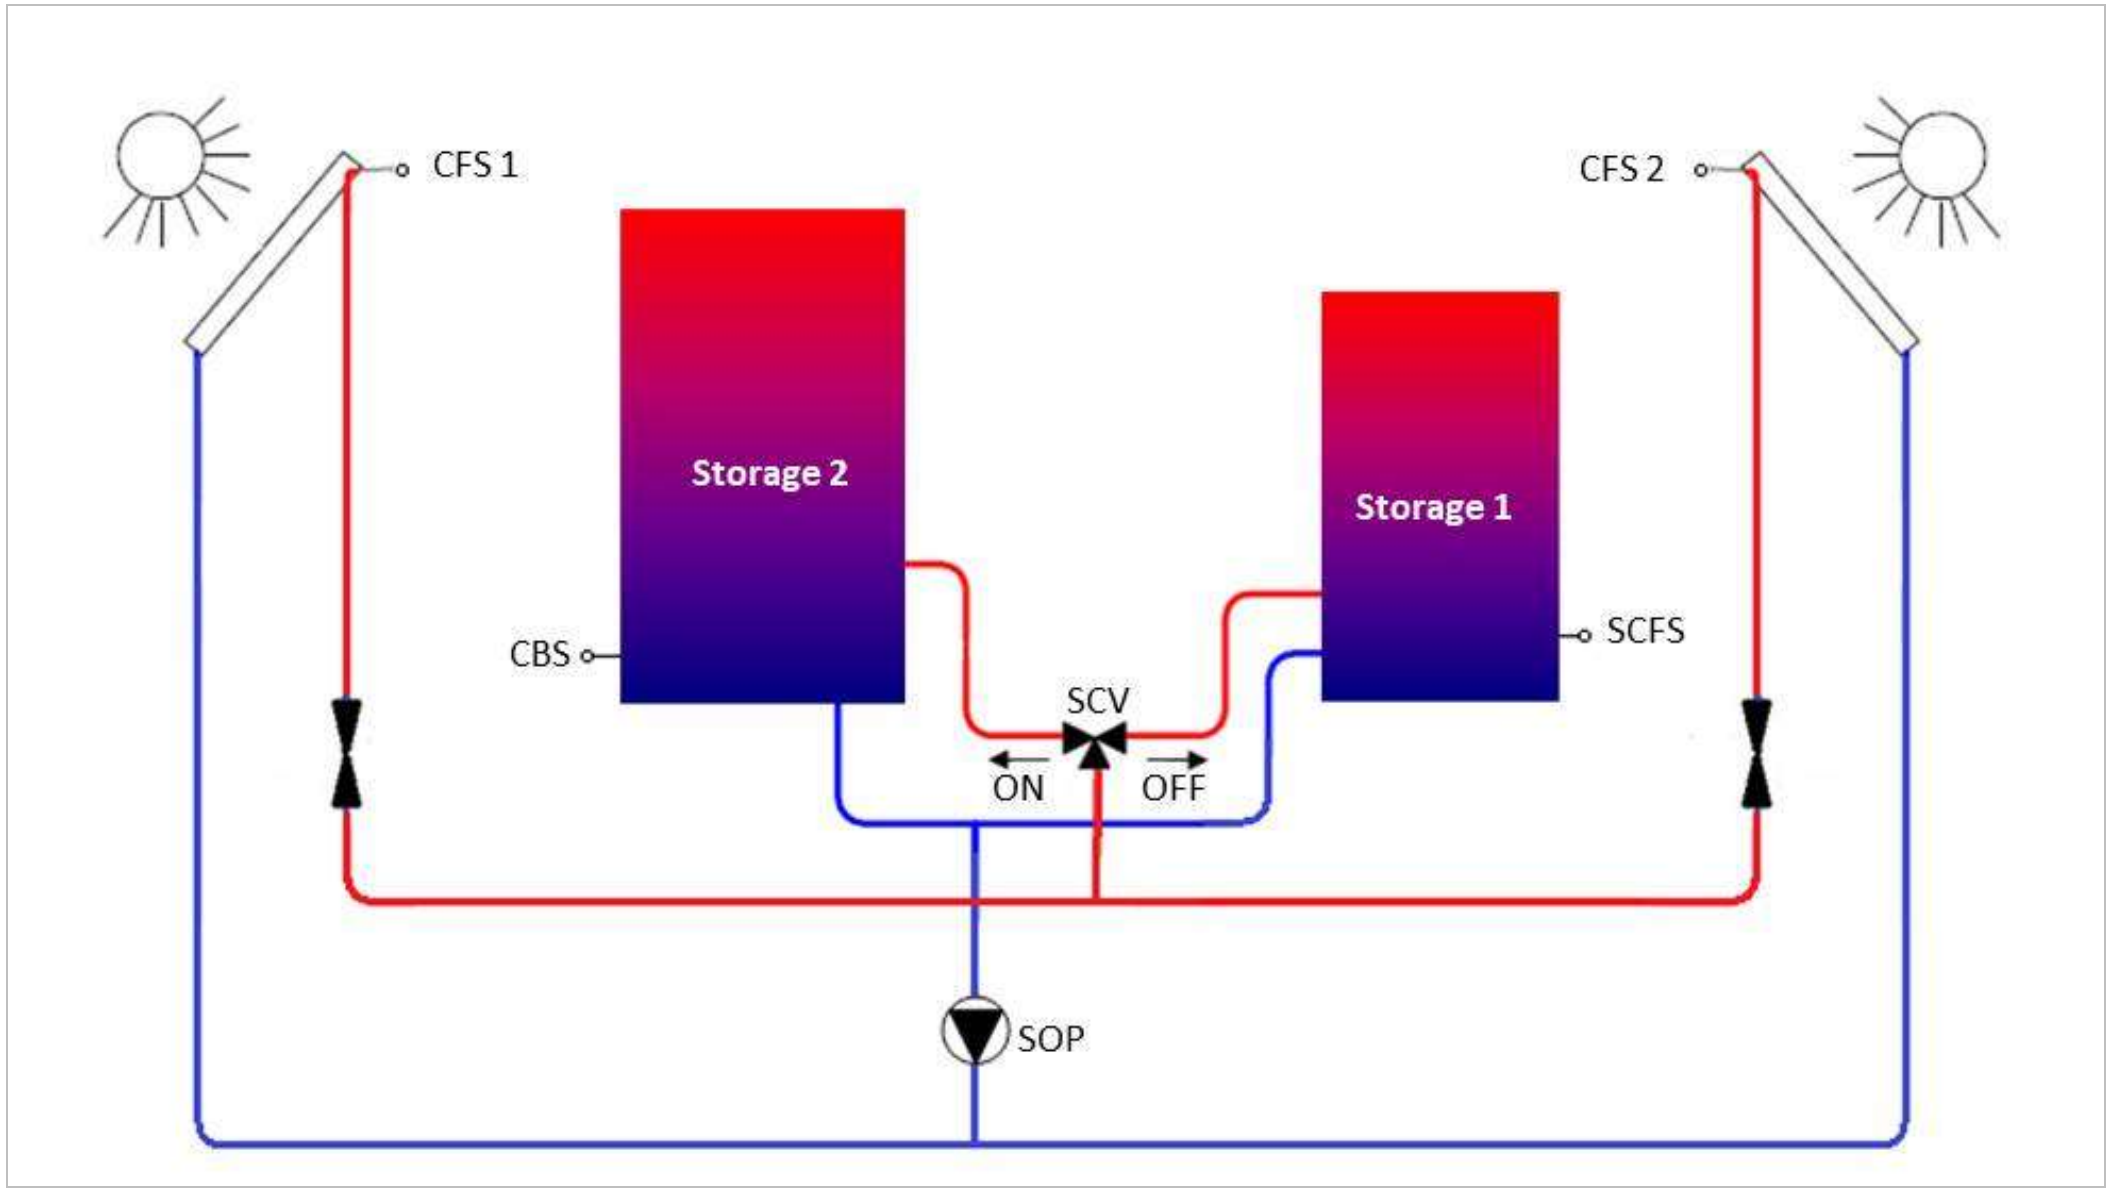 CFS 1
CFS 2
Storage 2
Storage 1
CBS
SCFS
SCV
ON
OFF
SOP